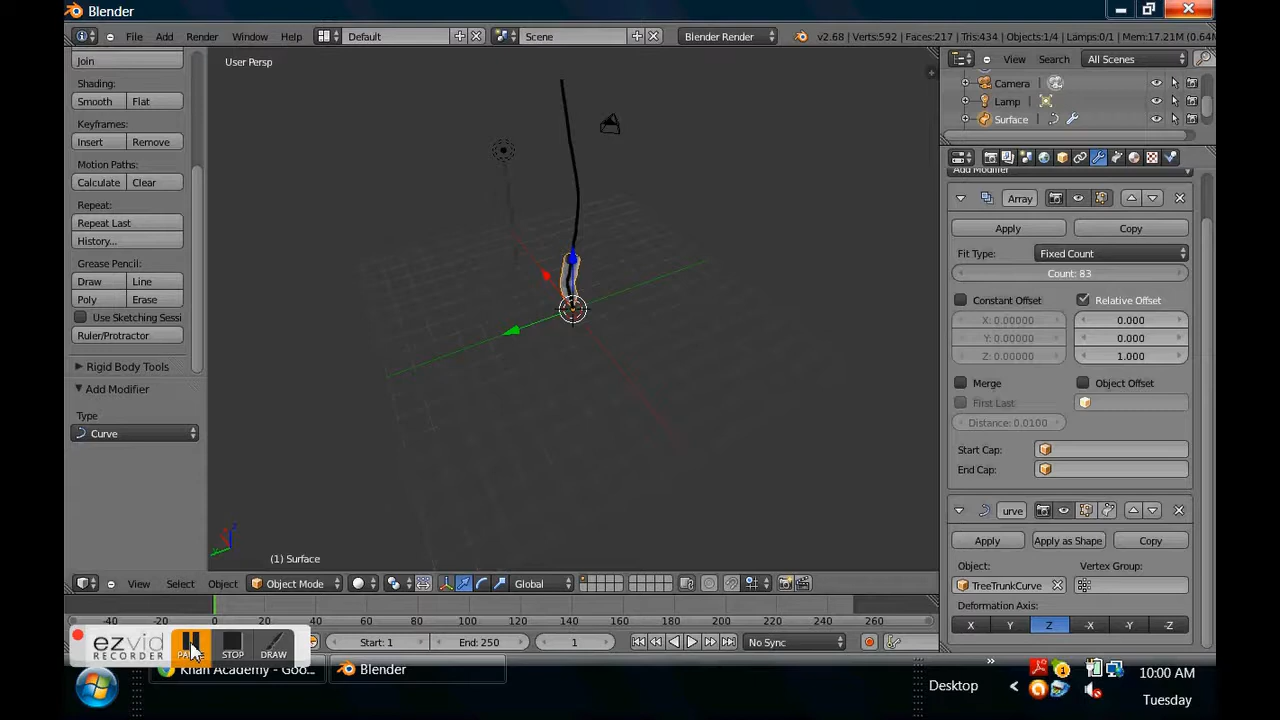 Blender
File Add Render Window Help Default Scene Blender Render v2.68 | Verts:592 | Faces:217 | Tris:434 | Objects:1/4 | Lamps:0/1 | Mem:17.21M (0.64M
Join
Shading:
Smooth Flat
Keyframes:
Insert Remove
Motion Paths:
Calculate Clear
Repeat:
Repeat Last
History...
Grease Pencil:
Draw Line
Poly Erase
Use Sketching Sessi
Ruler/Protractor
Rigid Body Tools
Add Modifier
Type
Curve
User Persp
(1) Surface
View Search All Scenes
Camera
Lamp
Surface
Add Modifier
Array
Apply Copy
Fit Type: Fixed Count
Count: 83
Constant Offset Relative Offset
X: 0.00000 0.000
Y: 0.00000 0.000
Z: 0.00000 1.000
Merge Object Offset
First Last
Distance: 0.0100
Start Cap:
End Cap:
urve
Apply Apply as Shape Copy
Object: Vertex Group:
TreeTrunkCurve
Deformation Axis:
X Y Z -X -Y -Z
View Select Object Object Mode Global
-40 -20 0 20 40 60 80 100 120 140 160 180 200 220 240 260 280
Start: 1 End: 250 1 No Sync
ezvid
RECORDER
STOP DRAW
Khan Academy - Goo... Blender
Desktop
10:00 AM
Tuesday